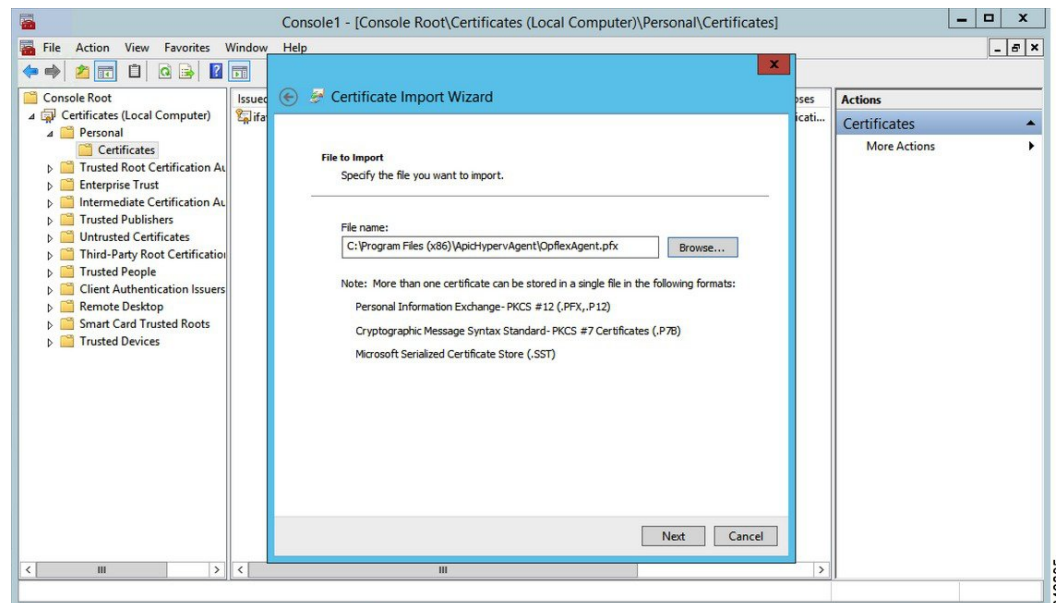 Console1 - [Console Root\Certificates (Local Computer)\Personal\Certificates]
File Action View Favorites Window Help
Console Root
Certificates (Local Computer)
Personal
Certificates
Trusted Root Certification Au
Enterprise Trust
Intermediate Certification Au
Trusted Publishers
Untrusted Certificates
Third-Party Root Certification
Trusted People
Client Authentication Issuers
Remote Desktop
Smart Card Trusted Roots
Trusted Devices
Issued
ifa
oses
icati...
Certificate Import Wizard
File to Import
Specify the file you want to import.
File name:
C:\Program Files (x86)\ApicHypervAgent\OpflexAgent.pfx
Browse...
Note: More than one certificate can be stored in a single file in the following formats:
Personal Information Exchange- PKCS #12 (.PFX,.P12)
Cryptographic Message Syntax Standard- PKCS #7 Certificates (.P7B)
Microsoft Serialized Certificate Store (.SST)
Next Cancel
Actions
Certificates
More Actions